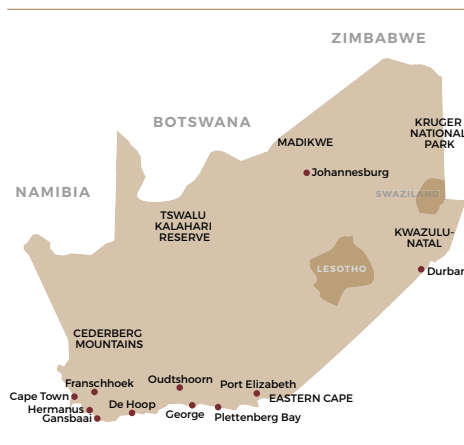 ZIMBABWE
BOTSWANA
KRUGER
NATIONAL
PARK
MADIKWE
Johannesburg
NAMIBIA
SWAZILAND
TSWALU
KALAHARI
RESERVE
KWAZULU-
NATAL
LESOTHO
Durban
CEDERBERG
MOUNTAINS
Franschhoek
Oudtshoorn
Port Elizabeth
Cape Town
De Hoop
EASTERN CAPE
Hermanus
George
Plettenberg Bay
Gansbaai